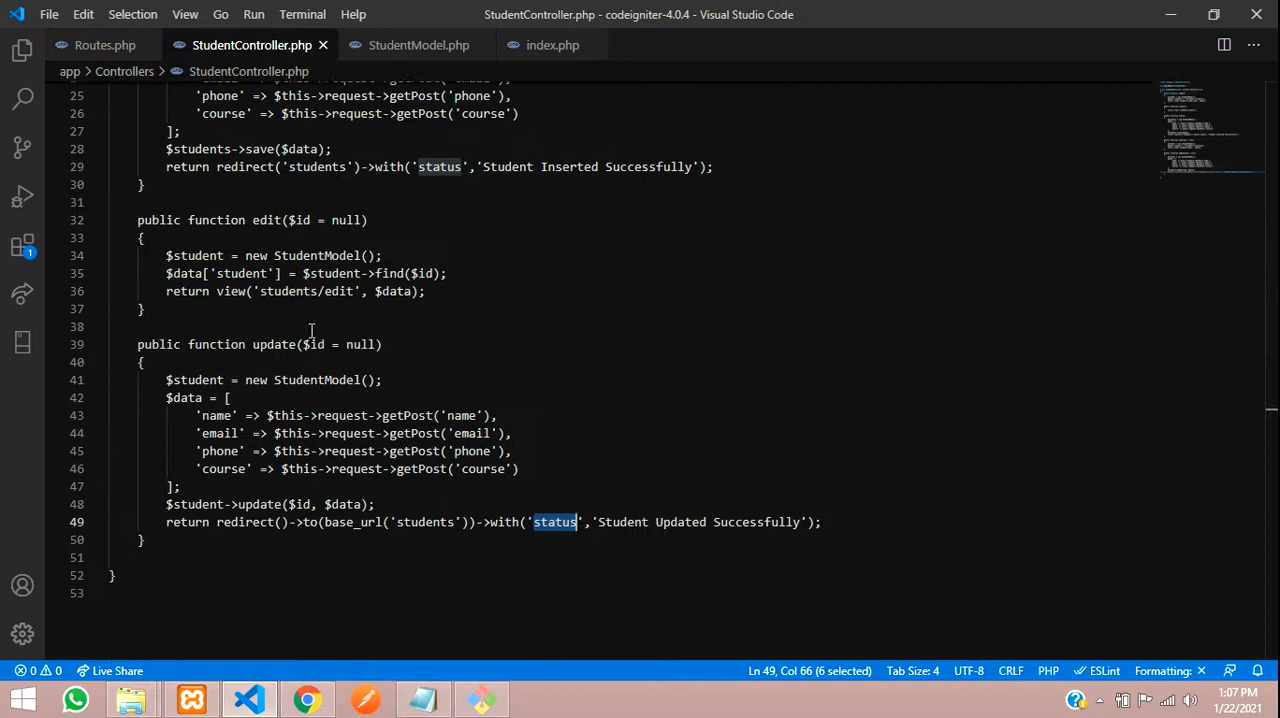 File Edit Selection View Go Run Terminal Help StudentController.php - codeigniter-4.0.4 - Visual Studio Code
Routes.php StudentController.php StudentModel.php index.php
app > Controllers > StudentController.php
25 'phone' => $this->request->getPost('phone'),
26 'course' => $this->request->getPost('course')
27 ];
28 $students->save($data);
29 return redirect('students')->with('status','Student Inserted Successfully');
30 }
31
32 public function edit($id = null)
33 {
34 $student = new StudentModel();
35 $data['student'] = $student->find($id);
36 return view('students/edit', $data);
37 }
38
39 public function update($id = null)
40 {
41 $student = new StudentModel();
42 $data = [
43 'name' => $this->request->getPost('name'),
44 'email' => $this->request->getPost('email'),
45 'phone' => $this->request->getPost('phone'),
46 'course' => $this->request->getPost('course')
47 ];
48 $student->update($id, $data);
49 return redirect()->to(base_url('students'))->with('status','Student Updated Successfully');
50 }
51
52 }
53
1
0 0 Live Share Ln 49, Col 66 (6 selected) Tab Size: 4 UTF-8 CRLF PHP ESLint Formatting: ×
1:07 PM
1/22/2021